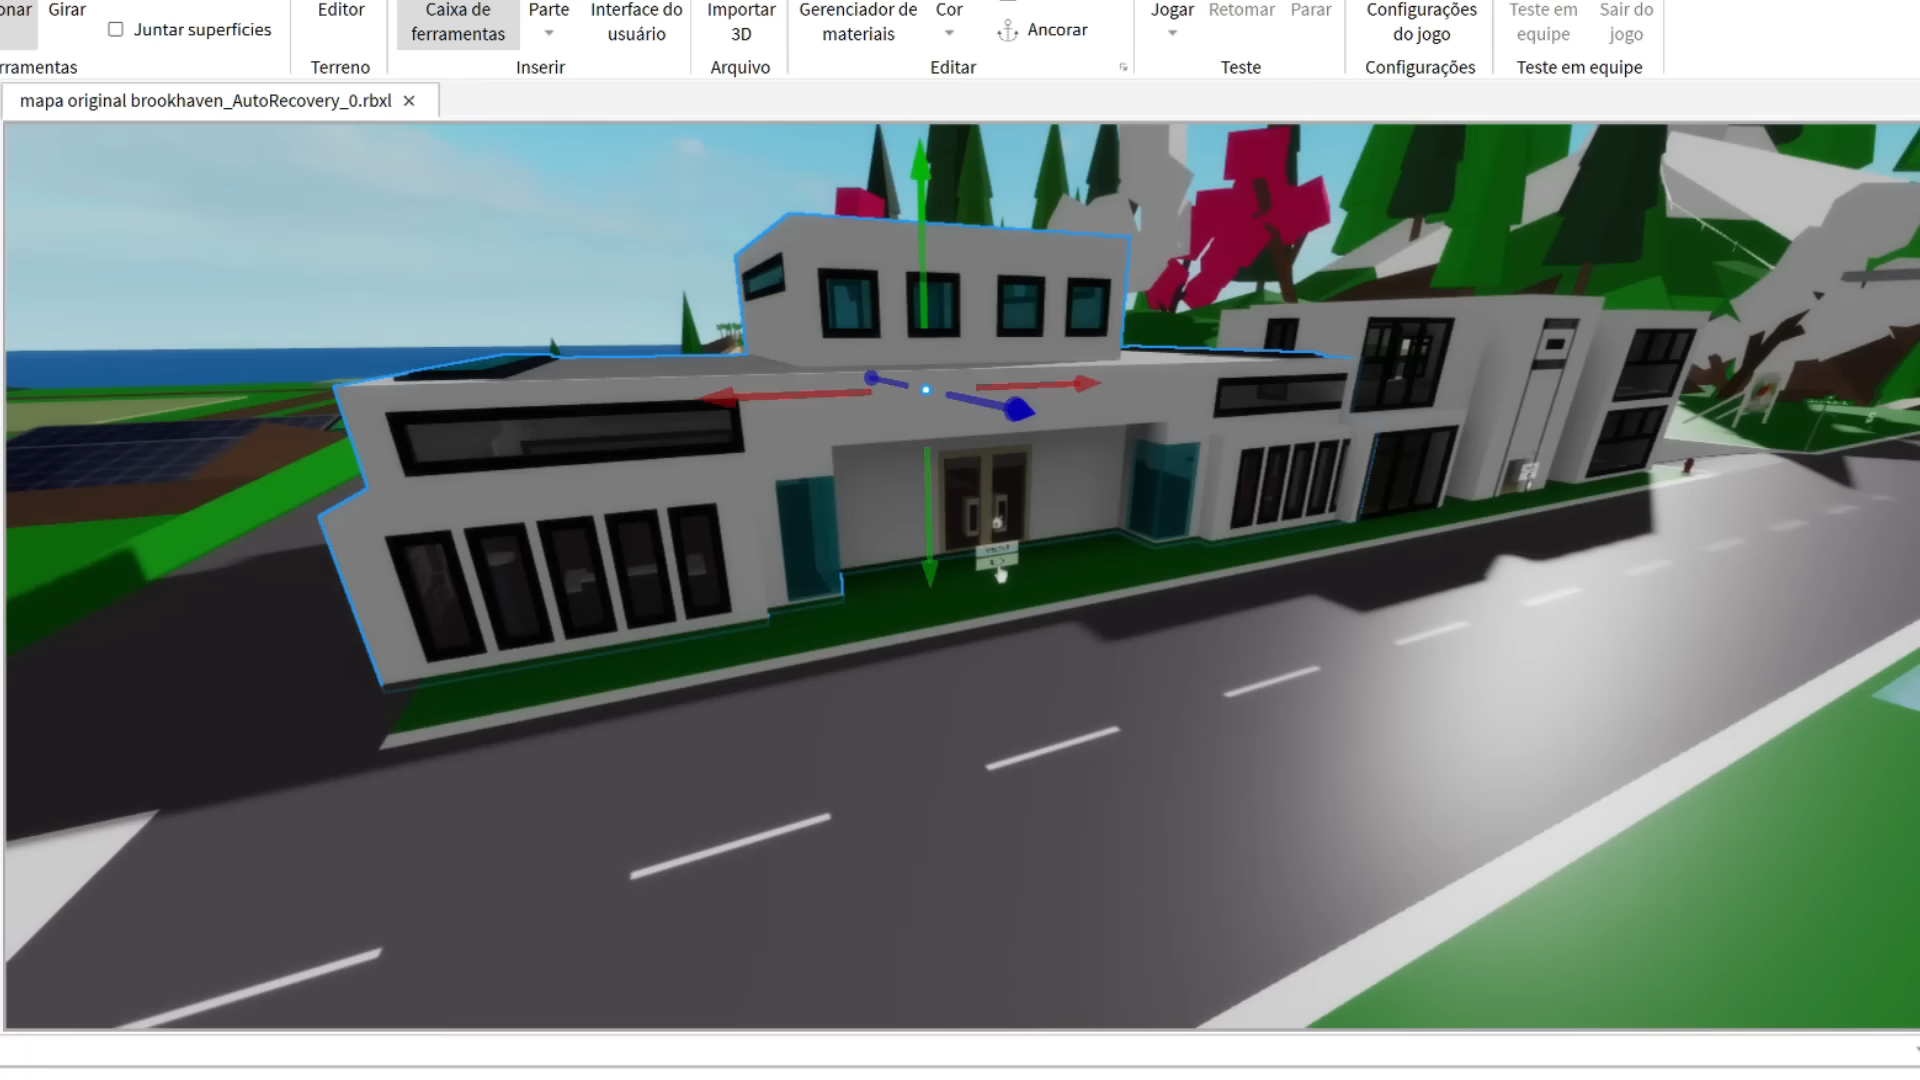 onar
Girar
Juntar superfícies
rramentas
Editor
Terreno
Caixa de
ferramentas
Parte
Interface do
usuário
Inserir
Importar
3D
Arquivo
Gerenciador de
materiais
Cor
Ancorar
Editar
Jogar
Retomar
Parar
Teste
Configurações
do jogo
Configurações
Teste em
equipe
Sair do
jogo
Teste em equipe
mapa original brookhaven_AutoRecovery_0.rbxl